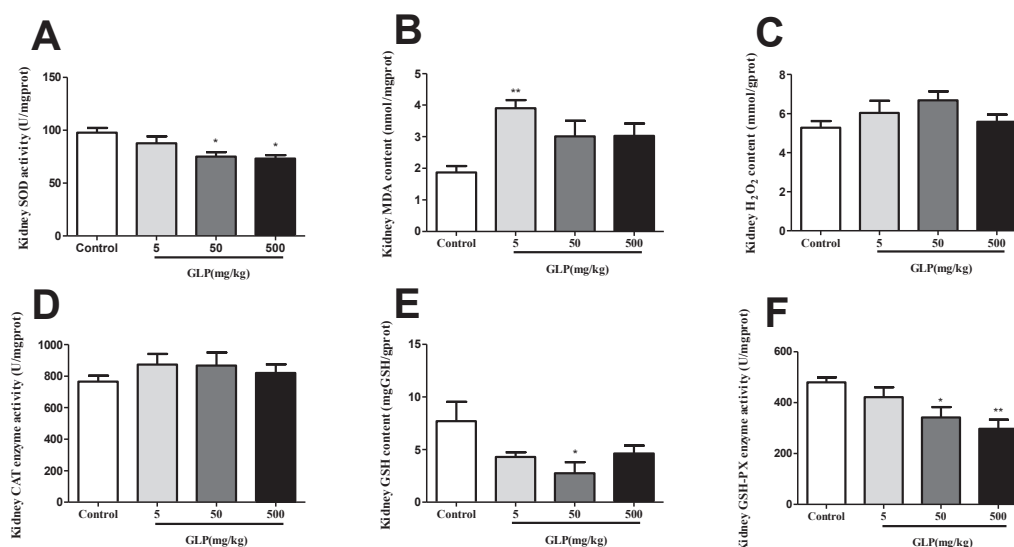 A
Kidney SOD activity (U/mgprot)
150
100
50
0
* *
Control 5 50 500
GLP(mg/kg)
B
Kidney MDA content (nmol/mgprot)
5
4
3
2
1
0
**
Control 5 50 500
GLP(mg/kg)
C
Kidney H₂O₂ content (mmol/gprot)
8
6
4
2
0
Control 5 50 500
GLP(mg/kg)
D
Kidney CAT enzyme activity (U/mgprot)
1000
800
600
400
200
0
Control 5 50 500
GLP(mg/kg)
E
Kidney GSH content (mgGSH/gprot)
15
10
5
0
*
Control 5 50 500
GLP(mg/kg)
F
Kidney GSH-PX enzyme activity (U/mgprot)
600
400
200
0
* **
Control 5 50 500
GLP(mg/kg)